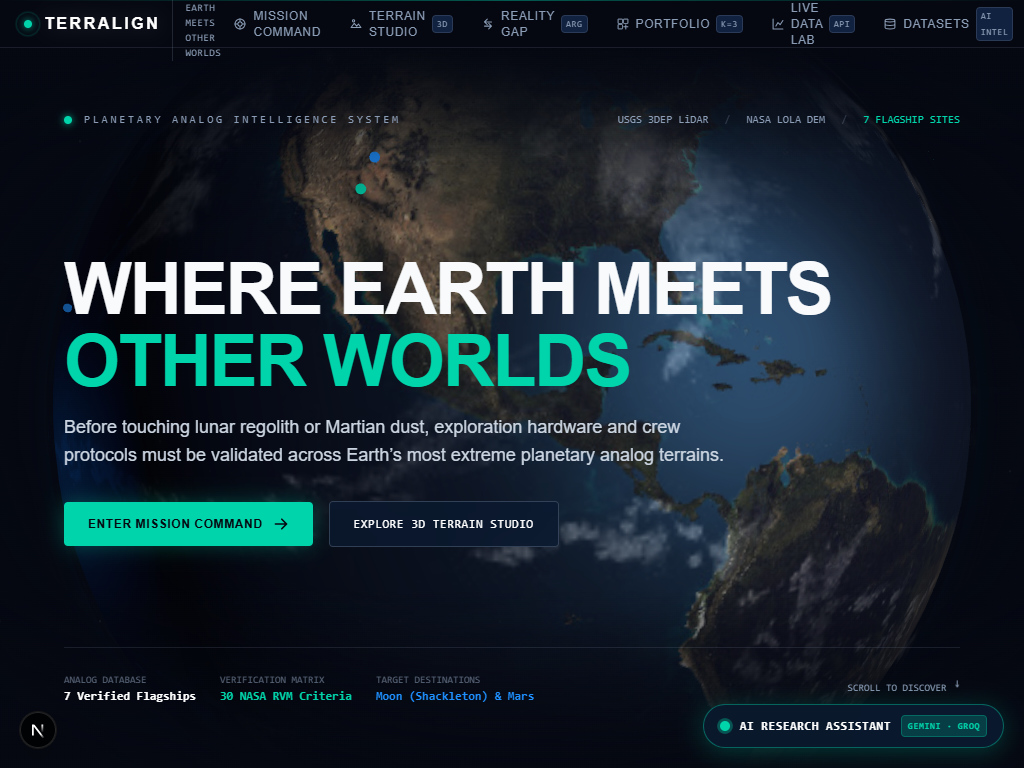 TERRALIGN
EARTH
MEETS
OTHER
WORLDS
MISSION
COMMAND
TERRAIN
STUDIO
3D
REALITY
GAP
ARG
PORTFOLIO
K=3
LIVE
DATA
LAB
API
DATASETS
AI
INTEL
PLANETARY ANALOG INTELLIGENCE SYSTEM
USGS 3DEP LiDAR / NASA LOLA DEM / 7 FLAGSHIP SITES
WHERE EARTH MEETS
OTHER WORLDS
Before touching lunar regolith or Martian dust, exploration hardware and crew
protocols must be validated across Earth’s most extreme planetary analog terrains.
ENTER MISSION COMMAND →
EXPLORE 3D TERRAIN STUDIO
ANALOG DATABASE
7 Verified Flagships
VERIFICATION MATRIX
30 NASA RVM Criteria
TARGET DESTINATIONS
Moon (Shackleton) & Mars
SCROLL TO DISCOVER ↓
N
AI RESEARCH ASSISTANT
GEMINI · GROQ